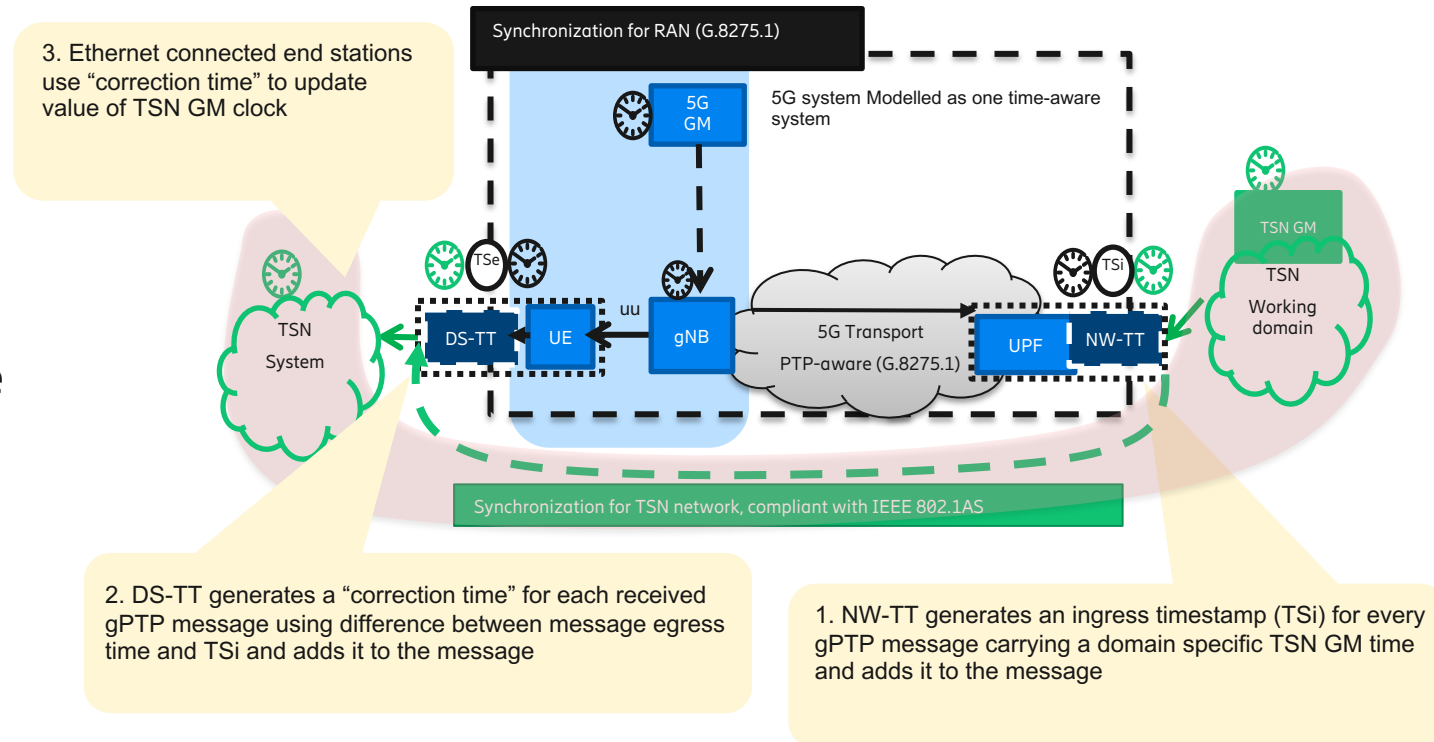 Synchronization for RAN (G.8275.1)
3. Ethernet connected end stations
use “correction time” to update
value of TSN GM clock
5G
GM
5G system Modelled as one time-aware
system
TSN GM
TSe
TSi
TSN
Working
domain
TSN
System
DS-TT
UE
uu
gNB
5G Transport
PTP-aware (G.8275.1)
UPF
NW-TT
e
Synchronization for TSN network, compliant with IEEE 802.1AS
2. DS-TT generates a “correction time” for each received
gPTP message using difference between message egress
time and TSi and adds it to the message
1. NW-TT generates an ingress timestamp (TSi) for every
gPTP message carrying a domain specific TSN GM time
and adds it to the message